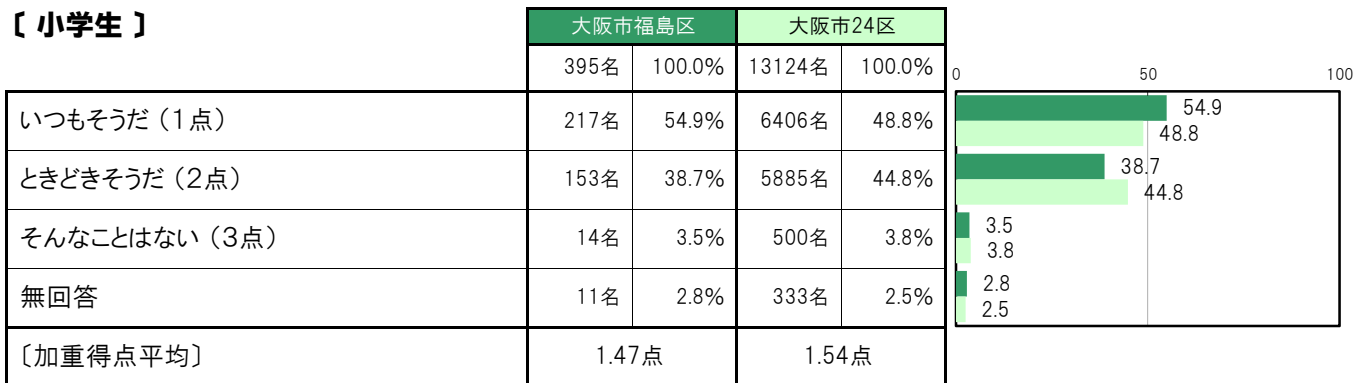 〔 小学生 〕
大阪市福島区 大阪市24区
395名 100.0% 13124名 100.0%
0 50 100
いつもそうだ（1点） 217名 54.9% 6406名 48.8%
54.9
48.8
ときどきそうだ（2点） 153名 38.7% 5885名 44.8%
38.7
44.8
そんなことはない（3点） 14名 3.5% 500名 3.8%
3.5
3.8
無回答 11名 2.8% 333名 2.5%
2.8
2.5
〔加重得点平均〕 1.47点 1.54点